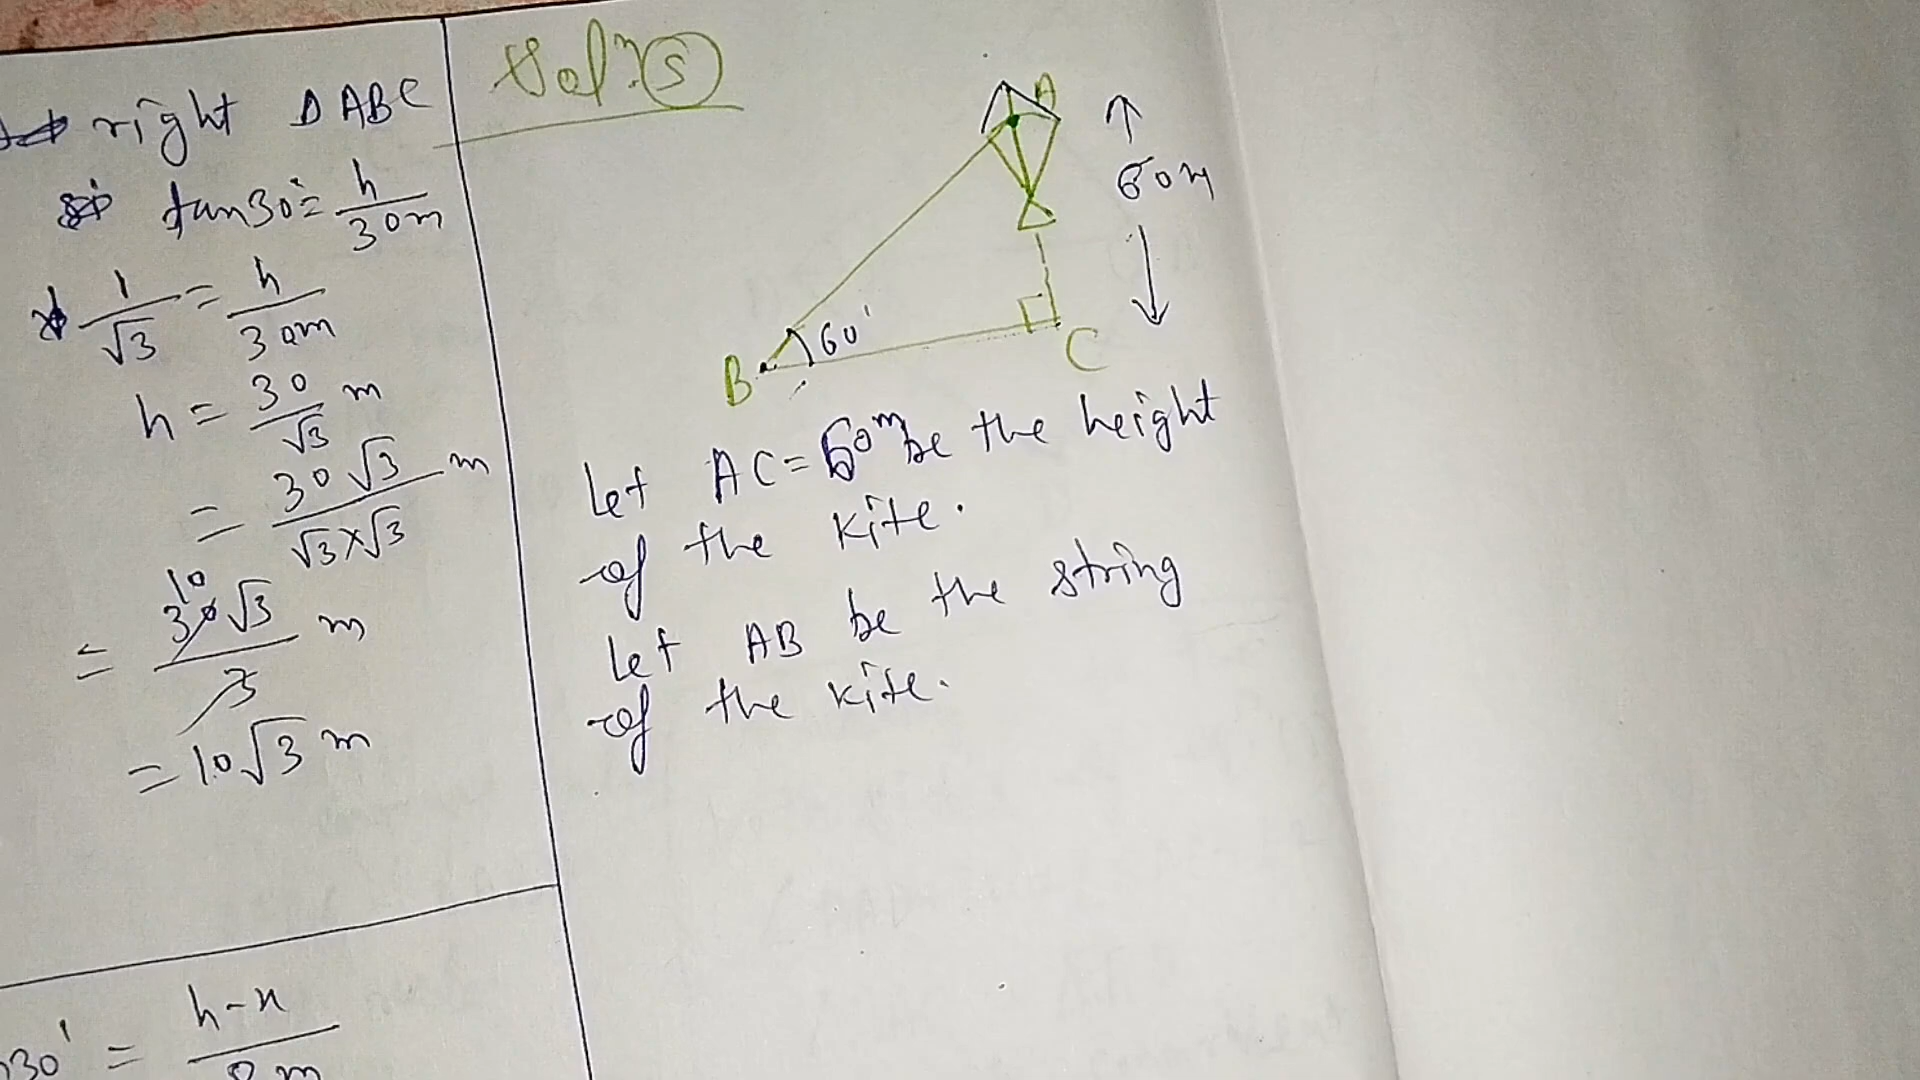 right ΔABC
tan30° = h/30m
1/√3 = h/30m
h = 30/√3 m
= 30√3/√3×√3 m
10
= 30√3/3 m
= 10√3 m
30° = h-x
m
Solⁿ: 5
A
60m
B
60°
C
Let AC = 60m be the height
of the kite.
Let AB be the string
of the kite.